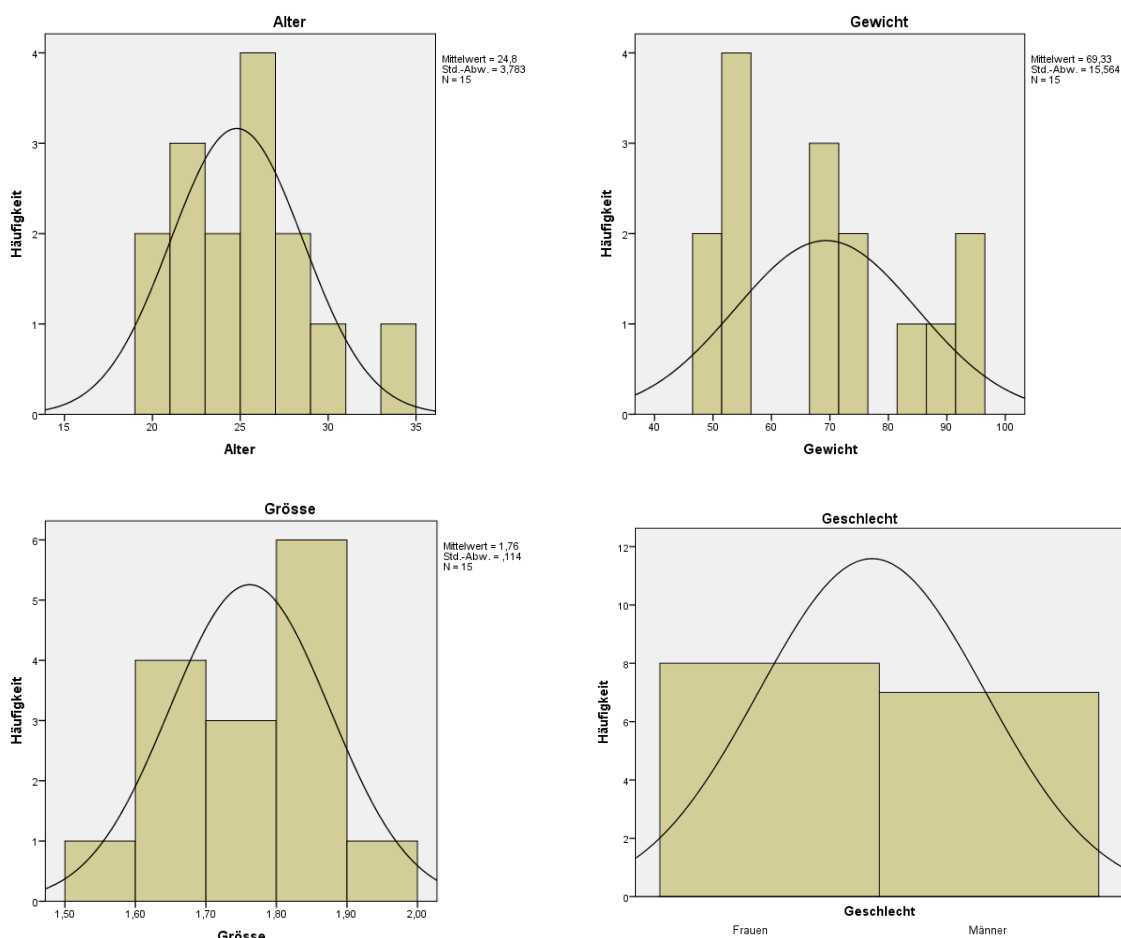 Alter
Mittelwert = 24,8
Std.-Abw. = 3,783
N = 15
Häufigkeit
4
3
2
1
0
15 20 25 30 35
Alter
Gewicht
Mittelwert = 69,33
Std.-Abw. = 15,564
N = 15
Häufigkeit
4
3
2
1
0
40 50 60 70 80 90 100
Gewicht
Grösse
Mittelwert = 1,76
Std.-Abw. = ,114
N = 15
Häufigkeit
6
5
4
3
2
1
0
1,50 1,60 1,70 1,80 1,90 2,00
Grösse
Geschlecht
Häufigkeit
12
10
8
6
4
2
0
Geschlecht
Frauen Männer